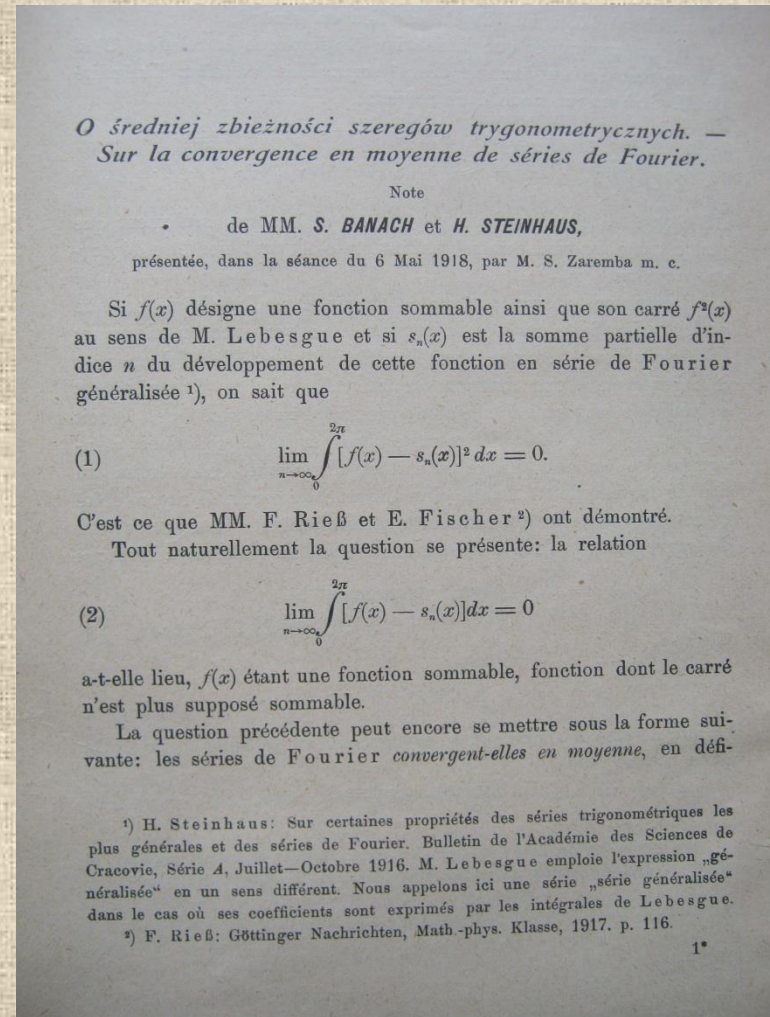 O średniej zbieżności szeregów trygonometrycznych. —
Sur la convergence en moyenne de séries de Fourier.
Note
de MM. S. BANACH et H. STEINHAUS,
présentée, dans la séance du 6 Mai 1918, par M. S. Zaremba m. c.
Si f(x) désigne une fonction sommable ainsi que son carré f²(x)
au sens de M. Lebesgue et si sₙ(x) est la somme partielle d'in-
dice n du développement de cette fonction en série de Fourier
généralisée ¹), on sait que
(1) lim n→∞ ∫₀²π [f(x) — sₙ(x)]² dx = 0.
C'est ce que MM. F. Rieß et E. Fischer ²) ont démontré.
Tout naturellement la question se présente: la relation
(2) lim n→∞ ∫₀²π [f(x) — sₙ(x)]dx = 0
a-t-elle lieu, f(x) étant une fonction sommable, fonction dont le carré
n'est plus supposé sommable.
La question précédente peut encore se mettre sous la forme sui-
vante: les séries de Fourier convergent-elles en moyenne, en défi-
¹) H. Steinhaus: Sur certaines propriétés des séries trigonométriques les
plus générales et des séries de Fourier. Bulletin de l'Académie des Sciences de
Cracovie, Série A, Juillet—Octobre 1916. M. Lebesgue emploie l'expression „gé-
néralisée“ en un sens différent. Nous appelons ici une série „série généralisée“
dans le cas où ses coefficients sont exprimés par les intégrales de Lebesgue.
²) F. Rieß: Göttinger Nachrichten, Math.-phys. Klasse, 1917. p. 116.
1*